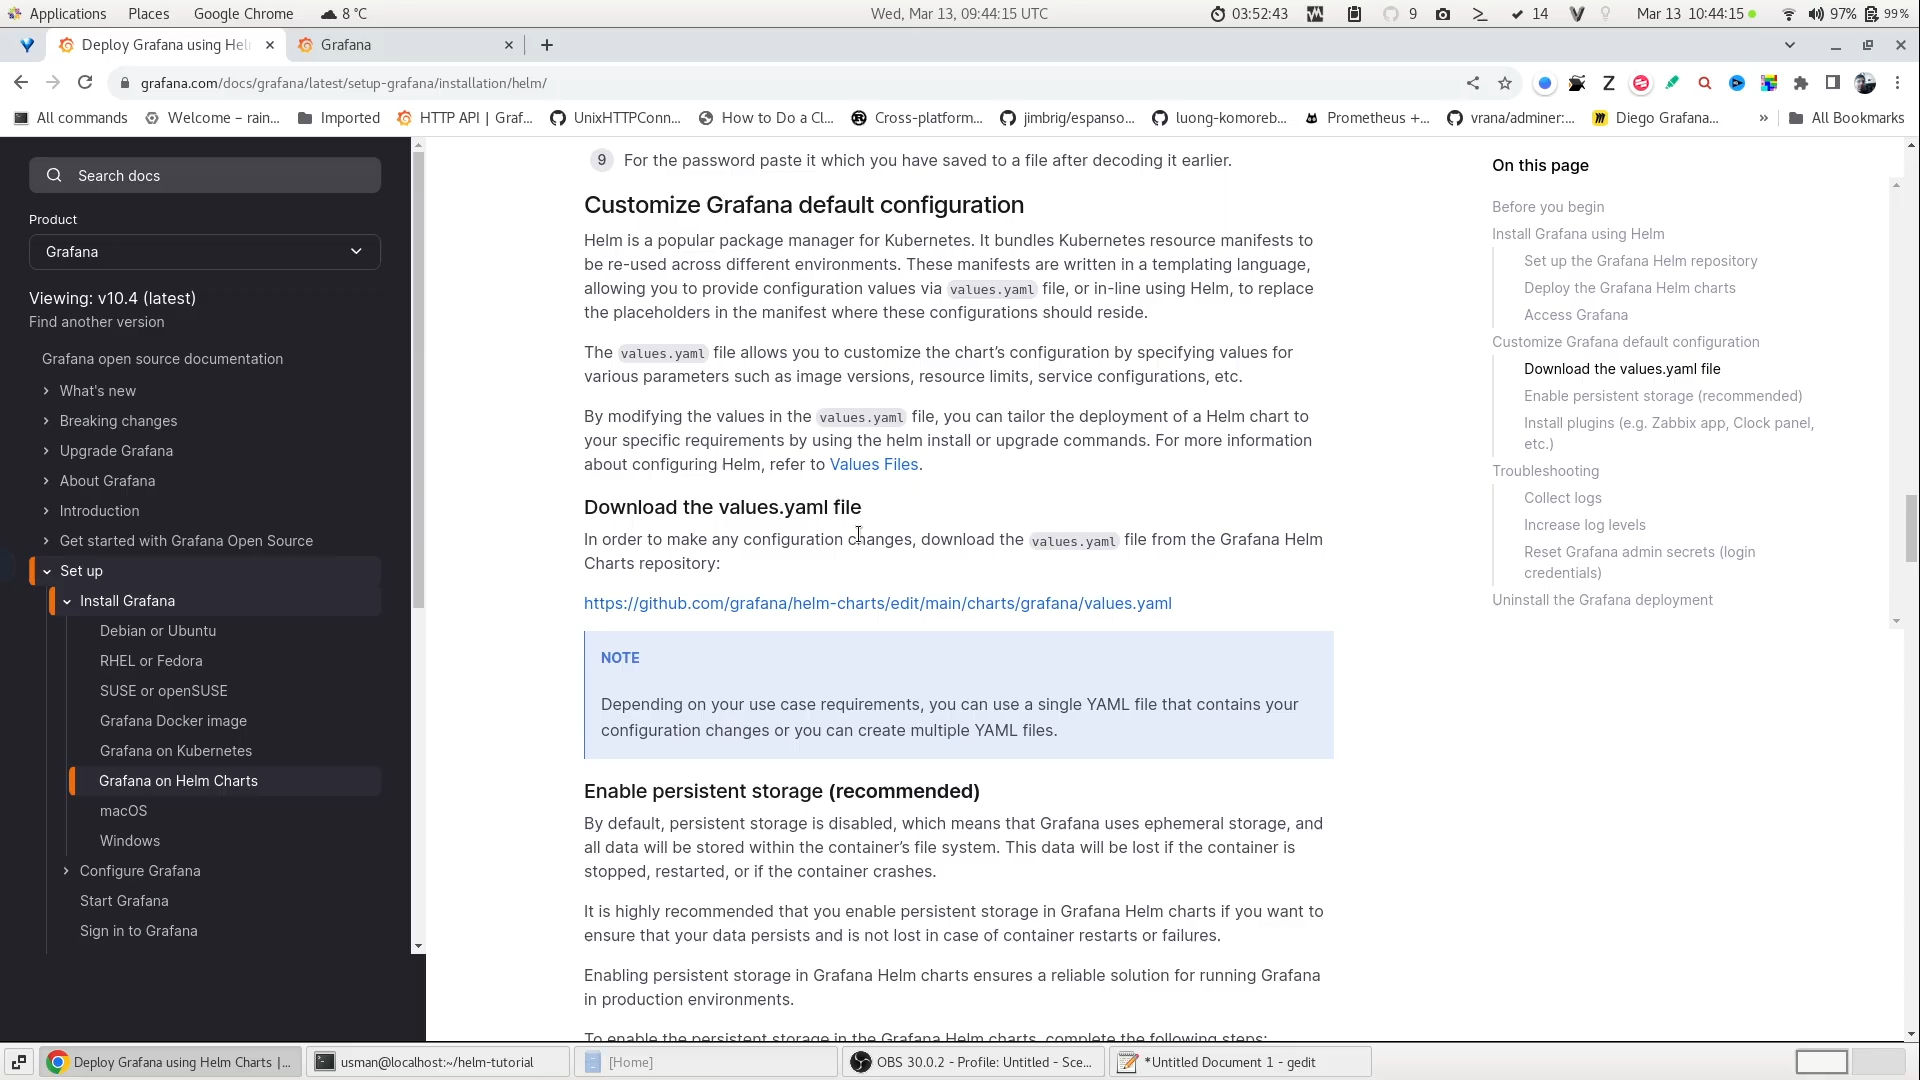 Applications Places Google Chrome 8 °C Wed, Mar 13, 09:44:15 UTC 03:52:43 9 14 Mar 13 10:44:15 97% 99%
Deploy Grafana using Hel Grafana
grafana.com/docs/grafana/latest/setup-grafana/installation/helm/
All commands Welcome – rain... Imported HTTP API | Graf... UnixHTTPConn... How to Do a Cl... Cross-platform... jimbrig/espanso... luong-komoreb... Prometheus +... vrana/adminer:... Diego Grafana... » All Bookmarks
Search docs
Product
Grafana
Viewing: v10.4 (latest)
Find another version
Grafana open source documentation
What's new
Breaking changes
Upgrade Grafana
About Grafana
Introduction
Get started with Grafana Open Source
Set up
Install Grafana
Debian or Ubuntu
RHEL or Fedora
SUSE or openSUSE
Grafana Docker image
Grafana on Kubernetes
Grafana on Helm Charts
macOS
Windows
Configure Grafana
Start Grafana
Sign in to Grafana
9 For the password paste it which you have saved to a file after decoding it earlier.
Customize Grafana default configuration
Helm is a popular package manager for Kubernetes. It bundles Kubernetes resource manifests to
be re-used across different environments. These manifests are written in a templating language,
allowing you to provide configuration values via values.yaml file, or in-line using Helm, to replace
the placeholders in the manifest where these configurations should reside.
The values.yaml file allows you to customize the chart’s configuration by specifying values for
various parameters such as image versions, resource limits, service configurations, etc.
By modifying the values in the values.yaml file, you can tailor the deployment of a Helm chart to
your specific requirements by using the helm install or upgrade commands. For more information
about configuring Helm, refer to Values Files.
Download the values.yaml file
In order to make any configuration changes, download the values.yaml file from the Grafana Helm
Charts repository:
https://github.com/grafana/helm-charts/edit/main/charts/grafana/values.yaml
NOTE
Depending on your use case requirements, you can use a single YAML file that contains your
configuration changes or you can create multiple YAML files.
Enable persistent storage (recommended)
By default, persistent storage is disabled, which means that Grafana uses ephemeral storage, and
all data will be stored within the container’s file system. This data will be lost if the container is
stopped, restarted, or if the container crashes.
It is highly recommended that you enable persistent storage in Grafana Helm charts if you want to
ensure that your data persists and is not lost in case of container restarts or failures.
Enabling persistent storage in Grafana Helm charts ensures a reliable solution for running Grafana
in production environments.
To enable the persistent storage in the Grafana Helm charts, complete the following steps:
On this page
Before you begin
Install Grafana using Helm
Set up the Grafana Helm repository
Deploy the Grafana Helm charts
Access Grafana
Customize Grafana default configuration
Download the values.yaml file
Enable persistent storage (recommended)
Install plugins (e.g. Zabbix app, Clock panel,
etc.)
Troubleshooting
Collect logs
Increase log levels
Reset Grafana admin secrets (login
credentials)
Uninstall the Grafana deployment
Deploy Grafana using Helm Charts |... usman@localhost:~/helm-tutorial [Home] OBS 30.0.2 - Profile: Untitled - Sce... *Untitled Document 1 - gedit